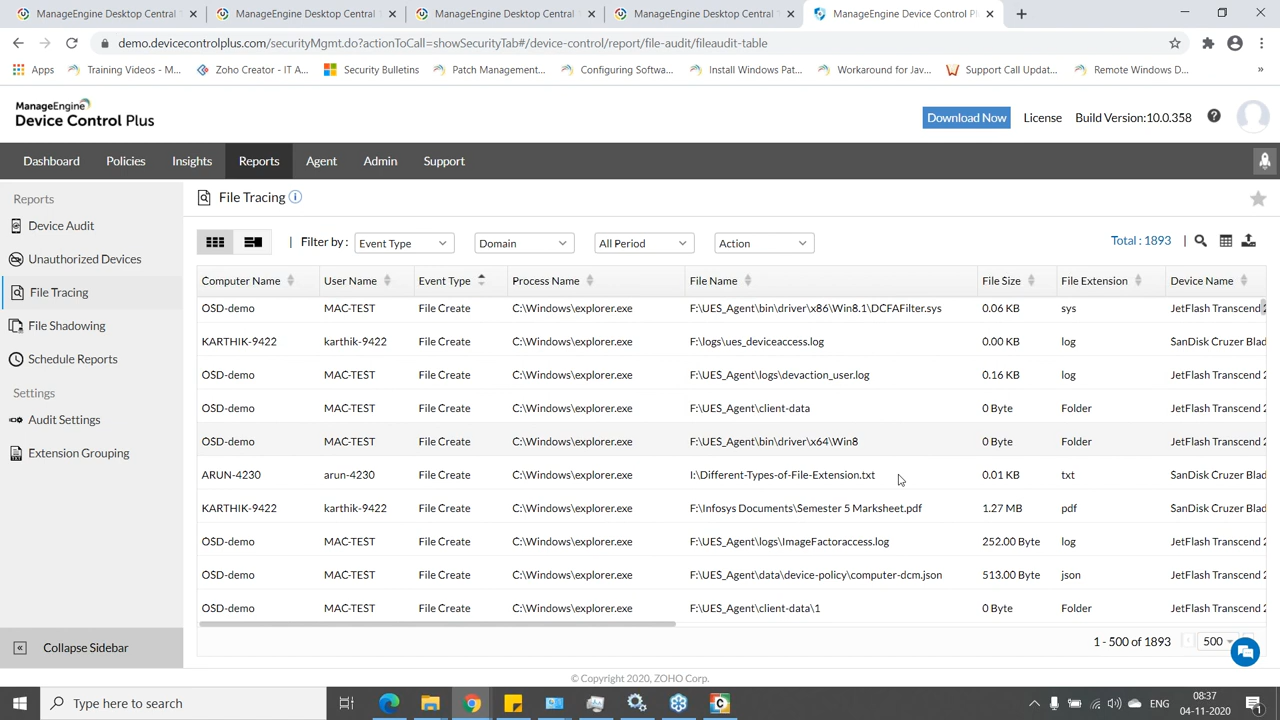 ManageEngine Desktop Central
ManageEngine Desktop Central
ManageEngine Desktop Central
ManageEngine Desktop Central
ManageEngine Device Control Pl
demo.devicecontrolplus.com/securityMgmt.do?actionToCall=showSecurityTab#/device-control/report/file-audit/fileaudit-table
Apps Training Videos - M... Zoho Creator - IT A... Security Bulletins Patch Management... Configuring Softwa... Install Windows Pat... Workaround for Jav... Support Call Updat... Remote Windows D... »
ManageEngine
Device Control Plus
Download Now License Build Version:10.0.358
Dashboard Policies Insights Reports Agent Admin Support
Reports
Device Audit
Unauthorized Devices
File Tracing
File Shadowing
Schedule Reports
Settings
Audit Settings
Extension Grouping
Collapse Sidebar
File Tracing
Filter by : Event Type Domain All Period Action Total : 1893
Computer Name User Name Event Type Process Name File Name File Size File Extension Device Name
OSD-demo MAC-TEST File Create C:\Windows\explorer.exe F:\UES_Agent\bin\driver\x86\Win8.1\DCFAFilter.sys 0.06 KB sys JetFlash Transcend 2
KARTHIK-9422 karthik-9422 File Create C:\Windows\explorer.exe F:\logs\ues_deviceaccess.log 0.00 KB log SanDisk Cruzer Blad
OSD-demo MAC-TEST File Create C:\Windows\explorer.exe F:\UES_Agent\logs\devaction_user.log 0.16 KB log JetFlash Transcend 2
OSD-demo MAC-TEST File Create C:\Windows\explorer.exe F:\UES_Agent\client-data 0 Byte Folder JetFlash Transcend 2
OSD-demo MAC-TEST File Create C:\Windows\explorer.exe F:\UES_Agent\bin\driver\x64\Win8 0 Byte Folder JetFlash Transcend 2
ARUN-4230 arun-4230 File Create C:\Windows\explorer.exe I:\Different-Types-of-File-Extension.txt 0.01 KB txt SanDisk Cruzer Blad
KARTHIK-9422 karthik-9422 File Create C:\Windows\explorer.exe F:\Infosys Documents\Semester 5 Marksheet.pdf 1.27 MB pdf SanDisk Cruzer Blad
OSD-demo MAC-TEST File Create C:\Windows\explorer.exe F:\UES_Agent\logs\ImageFactoraccess.log 252.00 Byte log JetFlash Transcend 2
OSD-demo MAC-TEST File Create C:\Windows\explorer.exe F:\UES_Agent\data\device-policy\computer-dcm.json 513.00 Byte json JetFlash Transcend 2
OSD-demo MAC-TEST File Create C:\Windows\explorer.exe F:\UES_Agent\client-data\1 0 Byte Folder JetFlash Transcend 2
1 - 500 of 1893 500
© Copyright 2020, ZOHO Corp.
Type here to search
ENG
08:37
04-11-2020
1